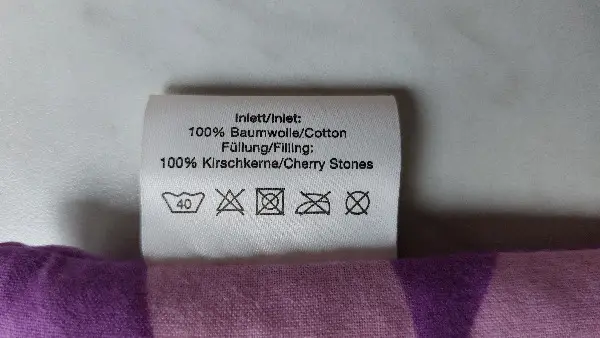 Inlett/Inlet:
100% Baumwolle/Cotton
Füllung/Filling:
100% Kirschkerne/Cherry Stones
40